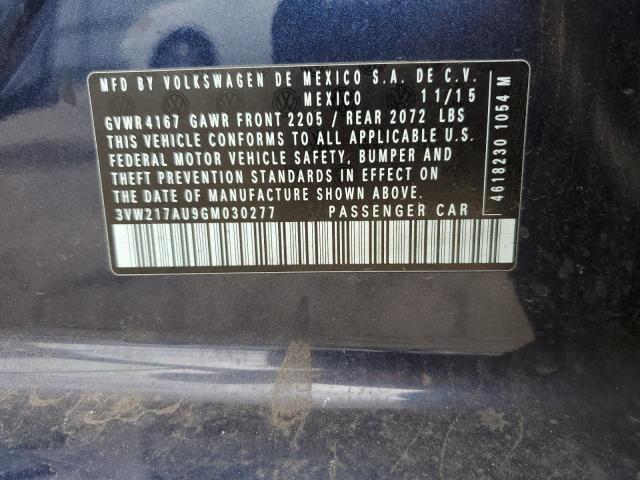 MFD BY VOLKSWAGEN DE MEXICO S.A. DE C.V.
MEXICO 11/15
GVWR4167 GAWR FRONT 2205 / REAR 2072 LBS
THIS VEHICLE CONFORMS TO ALL APPLICABLE U.S.
FEDERAL MOTOR VEHICLE SAFETY, BUMPER AND
THEFT PREVENTION STANDARDS IN EFFECT ON
THE DATE OF MANUFACTURE SHOWN ABOVE.
3VW217AU9GM030277 PASSENGER CAR
4618230 1054 M